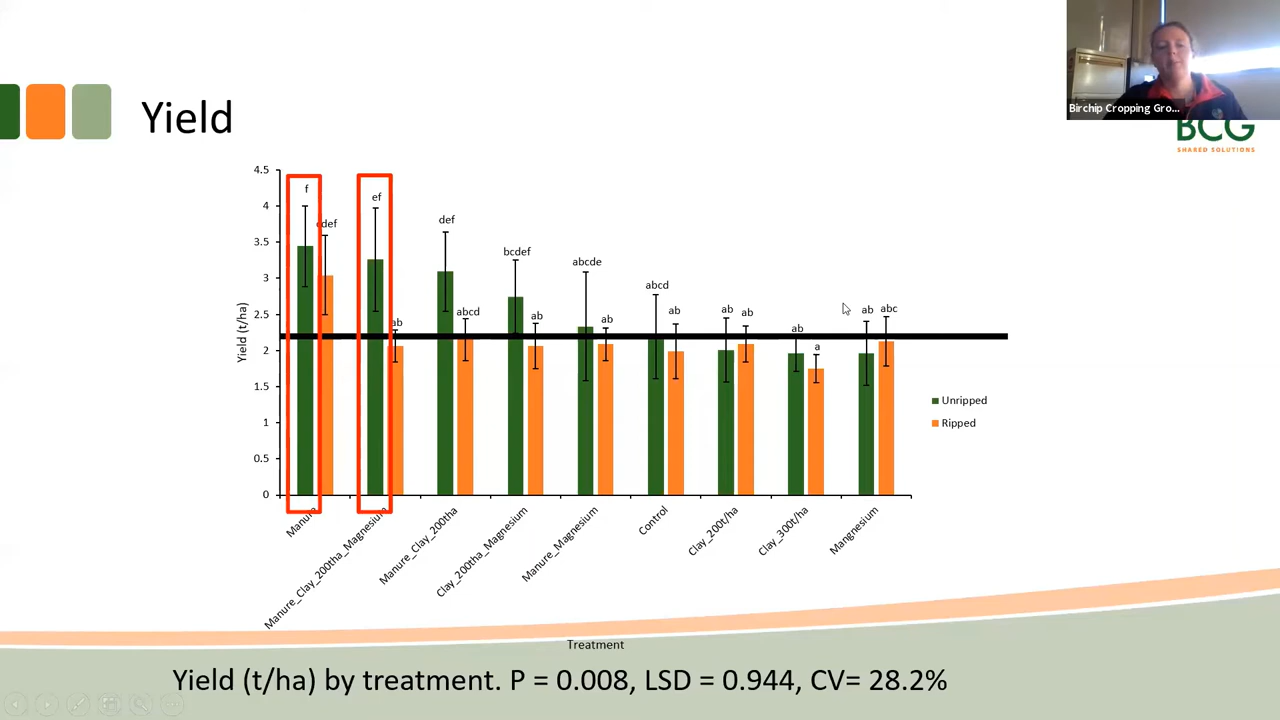 Birchip Cropping Gro...
BCG
SHARED SOLUTIONS
Yield
4.5
4
3.5
3
2.5
2
1.5
1
0.5
0
Yield (t/ha)
f
cdef
ef
ab
def
abcd
bcdef
ab
abcde
ab
abcd
ab
ab
ab
ab
a
ab
abc
Unripped
Ripped
Manure
Manure_Clay_200tha_Magnesium
Manure_Clay_200tha
Clay_200tha_Magnesium
Manure_Magnesium
Control
Clay_200t/ha
Clay_300t/ha
Mangnesium
Treatment
Yield (t/ha) by treatment. P = 0.008, LSD = 0.944, CV= 28.2%